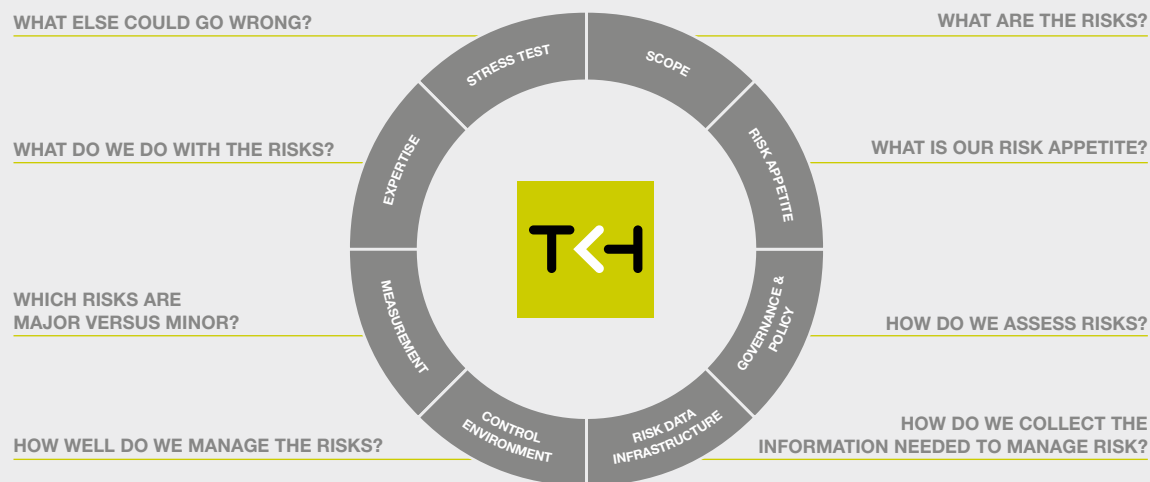 WHAT ELSE COULD GO WRONG?
WHAT ARE THE RISKS?
STRESS TEST
SCOPE
WHAT DO WE DO WITH THE RISKS?
EXPERTISE
RISK APPETITE
WHAT IS OUR RISK APPETITE?
TKH
WHICH RISKS ARE
MAJOR VERSUS MINOR?
MEASUREMENT
GOVERNANCE &
POLICY
HOW DO WE ASSESS RISKS?
HOW WELL DO WE MANAGE THE RISKS?
CONTROL
ENVIRONMENT
RISK DATA
INFRASTRUCTURE
HOW DO WE COLLECT THE
INFORMATION NEEDED TO MANAGE RISK?